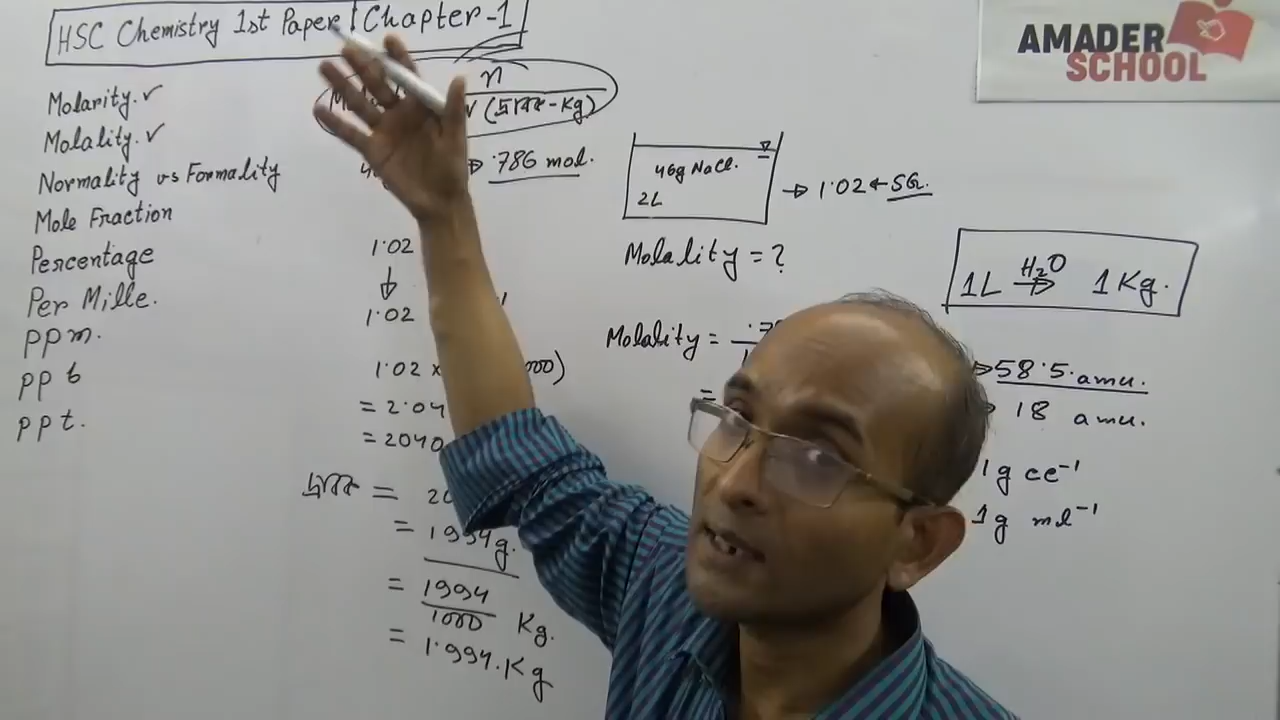 HSC Chemistry 1st Paper | Chapter-1
AMADER
SCHOOL
Molarity. ✓
Molality. ✓
Normality vs Formality
Mole Fraction
Percentage
Per Mille.
ppm.
ppb
ppt.
n
(দ্রাবক-Kg)
→ .786 mol.
1.02
↓
1.02
1.02 ×
= 2.04
= 2040
দ্রাবক =
= 1994g.
= 1994/1000 Kg.
= 1.994.Kg
46g NaCl.
2L
→ 1.02 ← SG.
Molality = ?
Molality =
=
1L H₂O → 1Kg.
→ 58.5.amu.
18 amu.
1g cc⁻¹
1g ml⁻¹